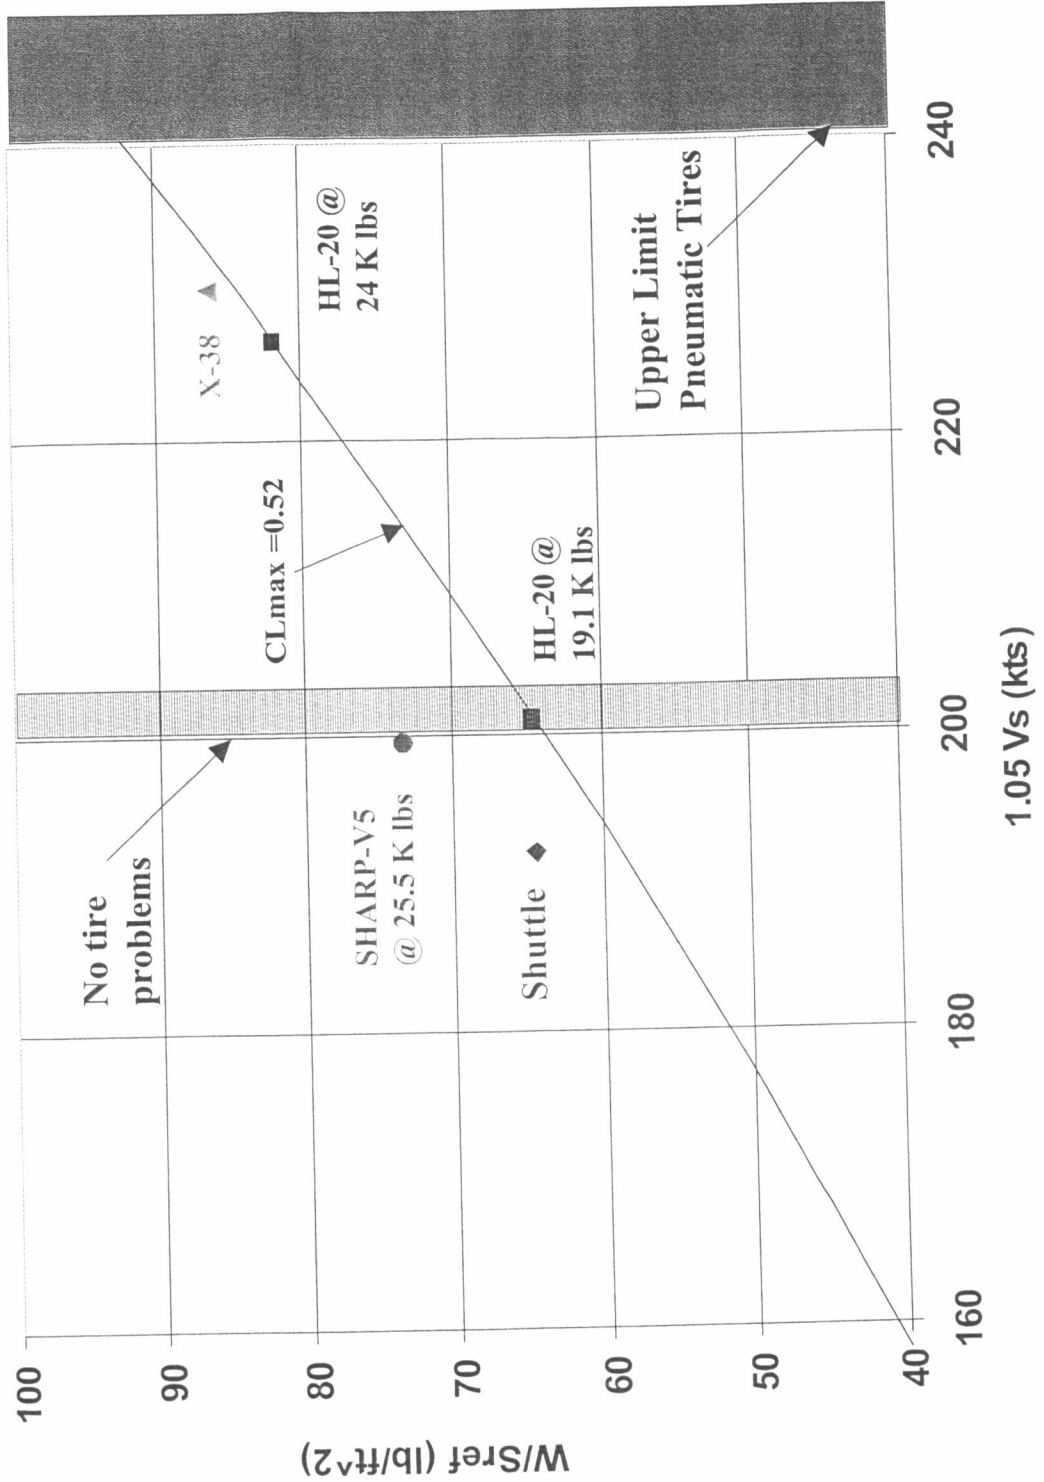 W/Sref (lb/ft^2)
100
90
80
70
60
50
40
No tire
problems
SHARP-V5
@ 25.5 K lbs
Shuttle
CLmax =0.52
HL-20 @
19.1 K lbs
X-38
HL-20 @
24 K lbs
Upper Limit
Pneumatic Tires
160
180
200
220
240
1.05 Vs (kts)